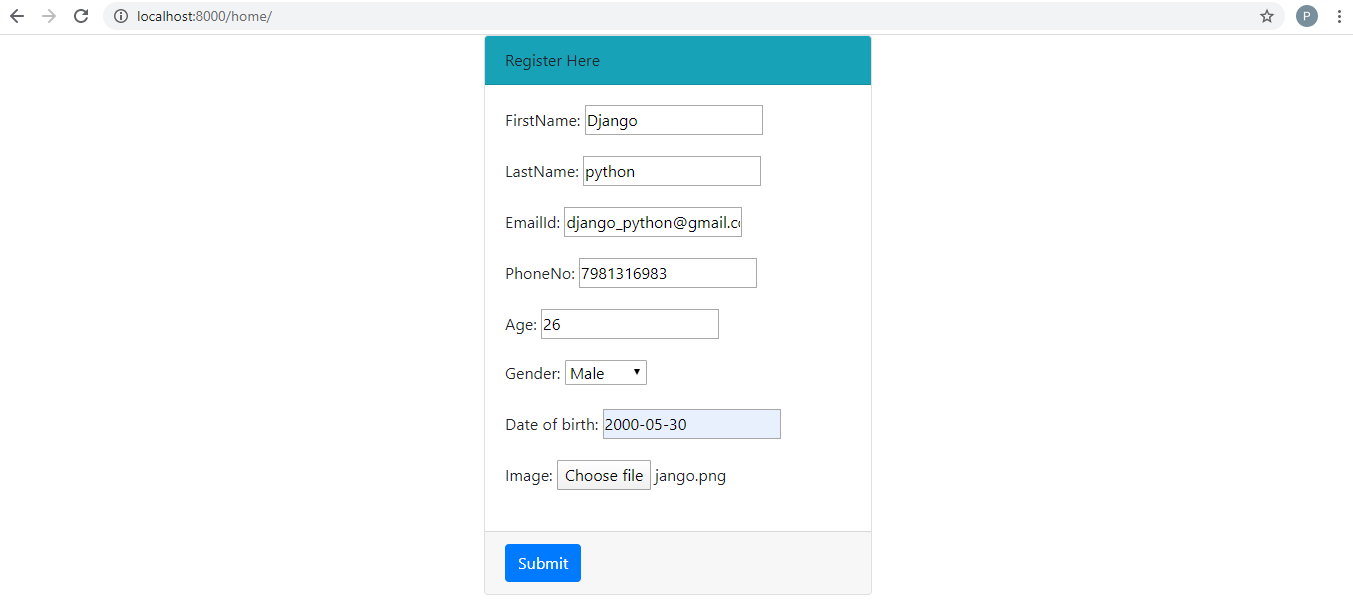 localhost:8000/home/
P
Register Here
FirstName: Django
LastName: python
EmailId: django_python@gmail.c
PhoneNo: 7981316983
Age: 26
Gender: Male
Date of birth: 2000-05-30
Image: Choose file jango.png
Submit